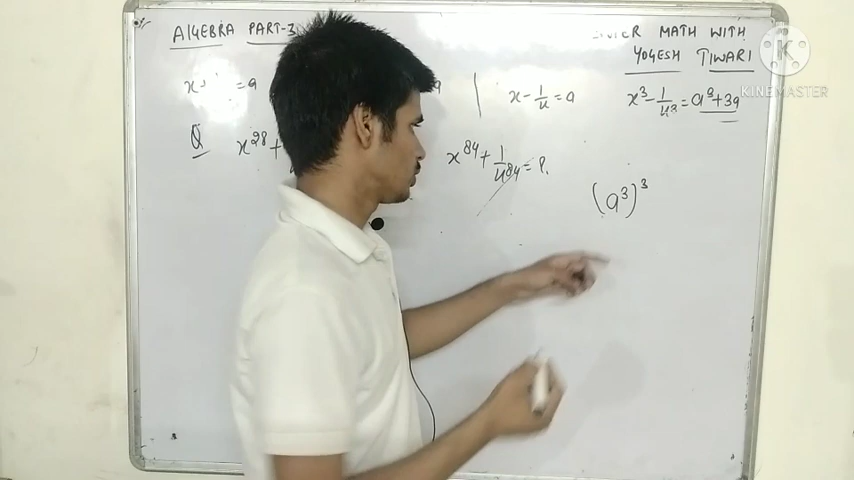 ALGEBRA PART-3
MATH WITH
YOGESH TIWARI
KINEMASTER
= a
x - 1/x = a
x³ - 1/x³ = a³+3a
Q x²⁸ +
x⁸⁴ + 1/x⁸⁴ = ?.
(a³)³